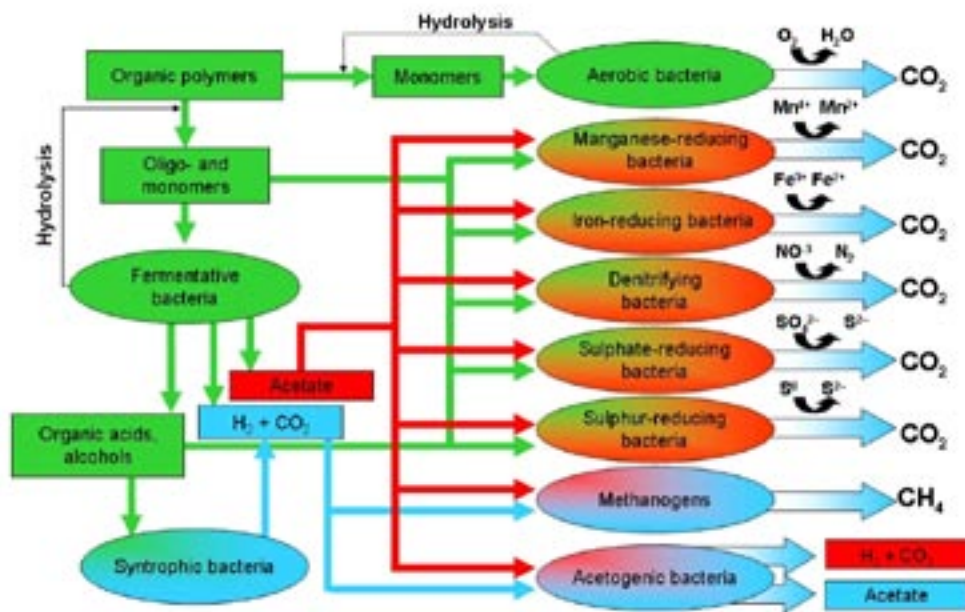 Hydrolysis
O₂ H₂O
Organic polymers
Monomers
Aerobic bacteria
CO₂
Mn⁴⁺ Mn²⁺
Hydrolysis
Oligo- and
monomers
Manganese-reducing
bacteria
CO₂
Fe³⁺ Fe²⁺
Iron-reducing bacteria
CO₂
NO⁻³ N₂
Fermentative
bacteria
Denitrifying
bacteria
CO₂
SO₄²⁻ S²⁻
Sulphate-reducing
bacteria
CO₂
Acetate
S⁰ S²⁻
H₂ + CO₂
Organic acids,
alcohols
Sulphur-reducing
bacteria
CO₂
Methanogens
CH₄
Syntrophic bacteria
Acetogenic bacteria
H₂ + CO₂
Acetate